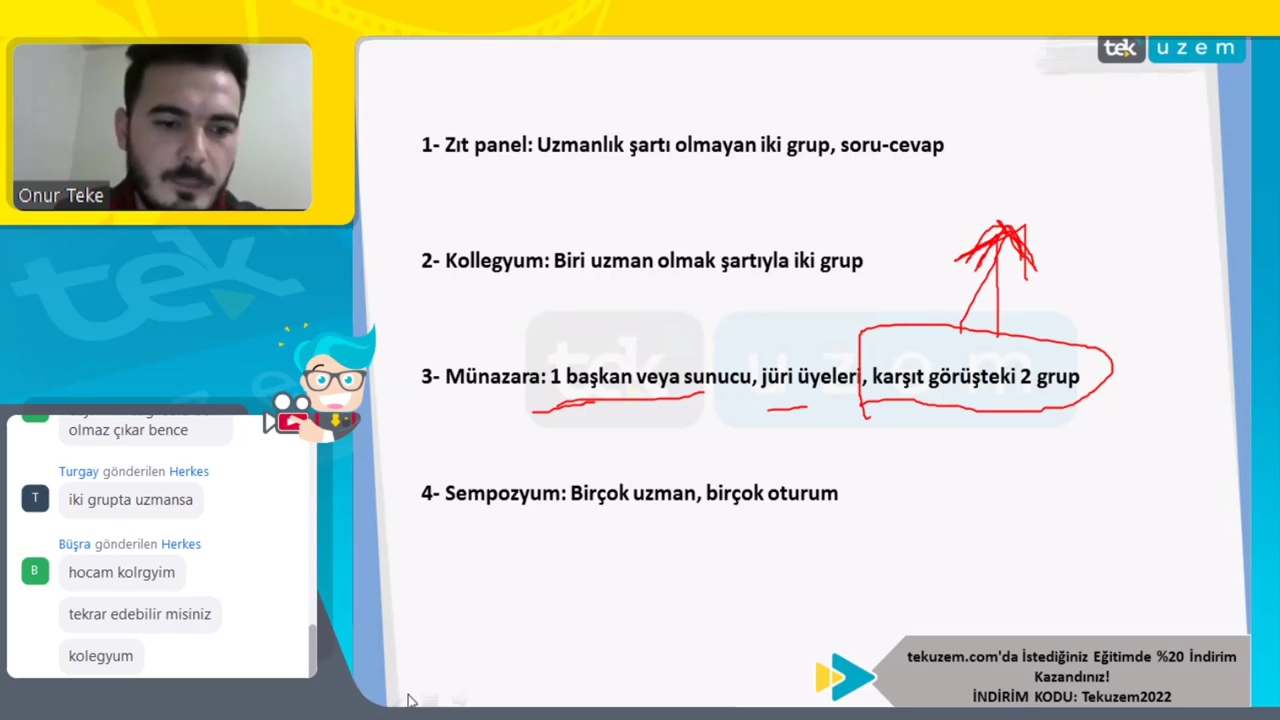 tek uzem
Onur Teke
1- Zıt panel: Uzmanlık şartı olmayan iki grup, soru-cevap
2- Kollegyum: Biri uzman olmak şartıyla iki grup
tek uzem
3- Münazara: 1 başkan veya sunucu, jüri üyeleri, karşıt görüşteki 2 grup
4- Sempozyum: Birçok uzman, birçok oturum
tek
olmaz çıkar bence
Turgay gönderilen Herkes
T
iki grupta uzmansa
Büşra gönderilen Herkes
B
hocam kolrgyim
tekrar edebilir misiniz
kolegyum
tekuzem.com'da İstediğiniz Eğitimde %20 İndirim
Kazandınız!
İNDİRİM KODU: Tekuzem2022